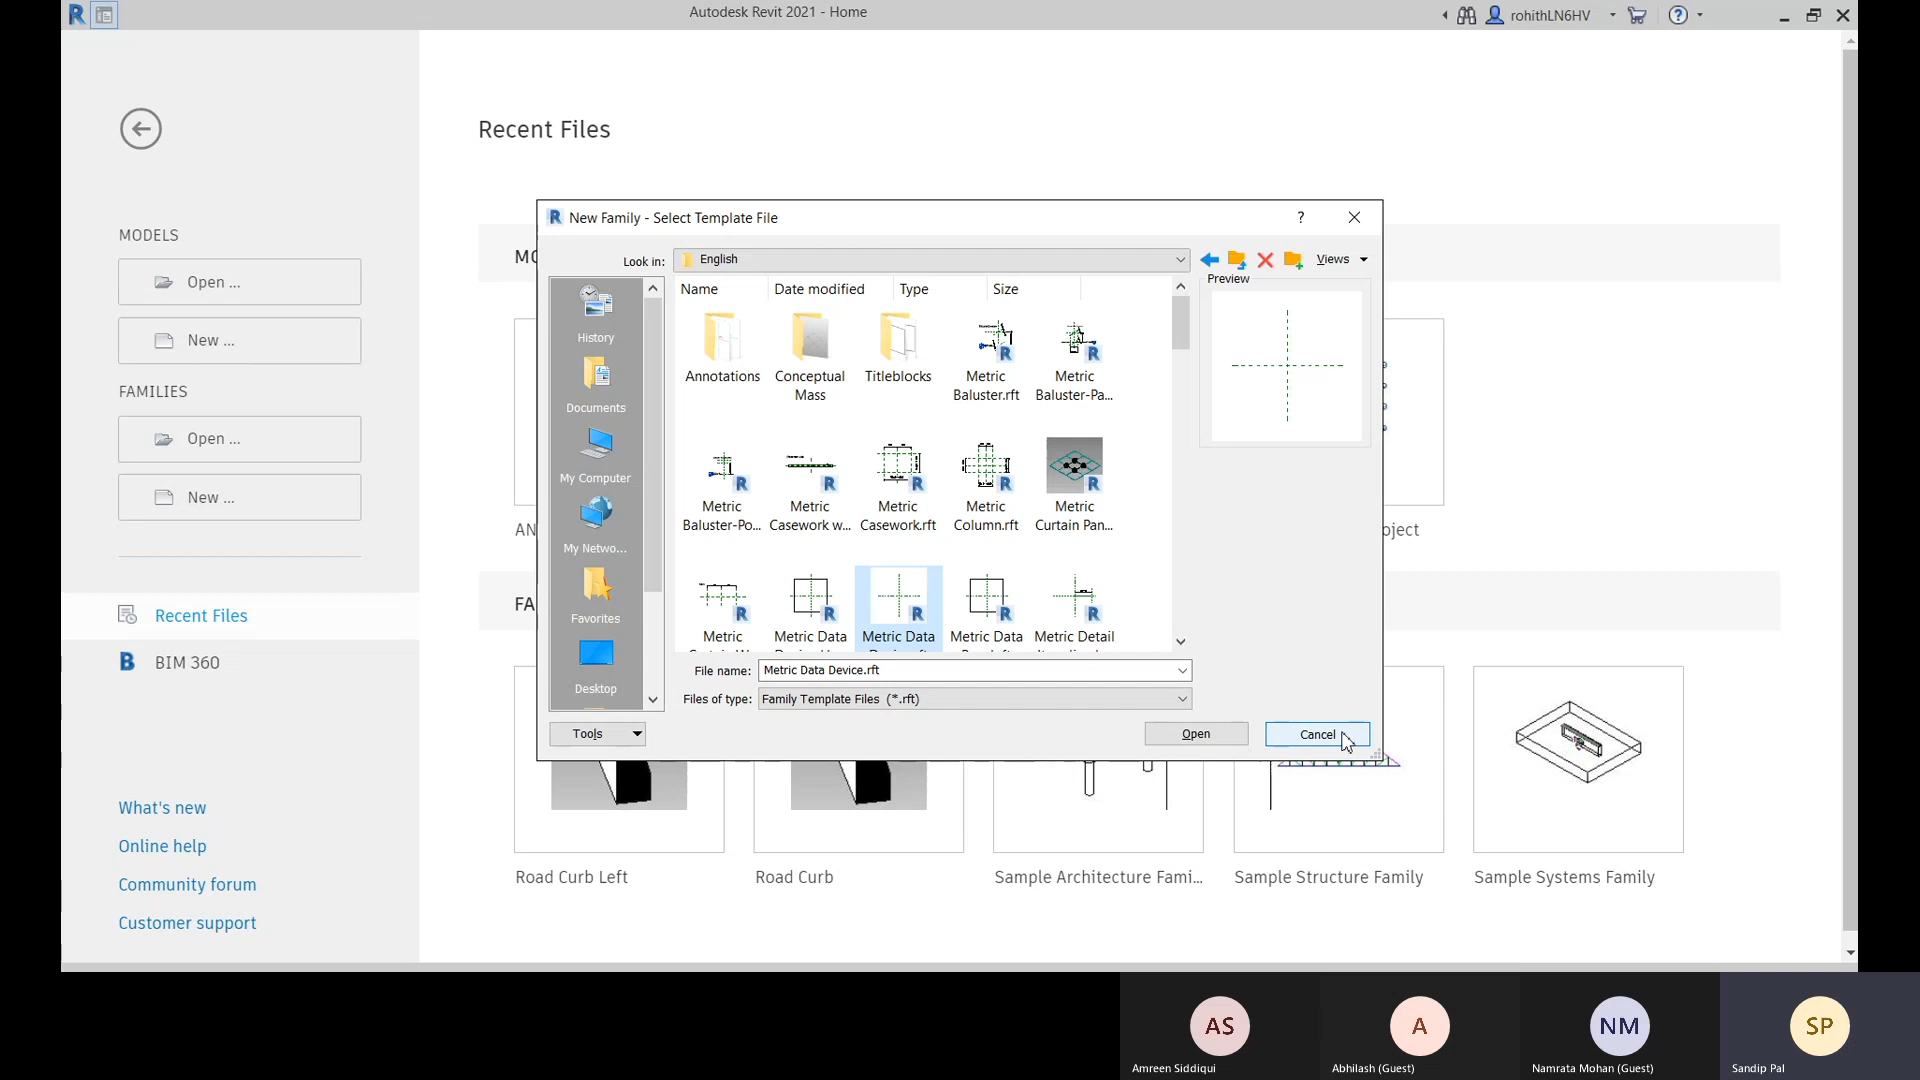 Autodesk Revit 2021 - Home
rohithLN6HV
Recent Files
MODELS
Open ...
New ...
FAMILIES
Open ...
New ...
Recent Files
BIM 360
What's new
Online help
Community forum
Customer support
New Family - Select Template File
Look in:
English
Views
Preview
Name
Date modified
Type
Size
History
Documents
My Computer
My Netwo...
Favorites
Desktop
Annotations
Conceptual
Mass
Titleblocks
Metric
Baluster.rft
Metric
Baluster-Pa...
Metric
Baluster-Po...
Metric
Casework w...
Metric
Casework.rft
Metric
Column.rft
Metric
Curtain Pan...
Metric
Metric Data
Metric Data
Metric Data
Metric Detail
File name:
Metric Data Device.rft
Files of type:
Family Template Files (*.rft)
Tools
Open
Cancel
MO
AN
oject
FA
Road Curb Left
Road Curb
Sample Architecture Fami...
Sample Structure Family
Sample Systems Family
AS
Amreen Siddiqui
A
Abhilash (Guest)
NM
Namrata Mohan (Guest)
SP
Sandip Pal